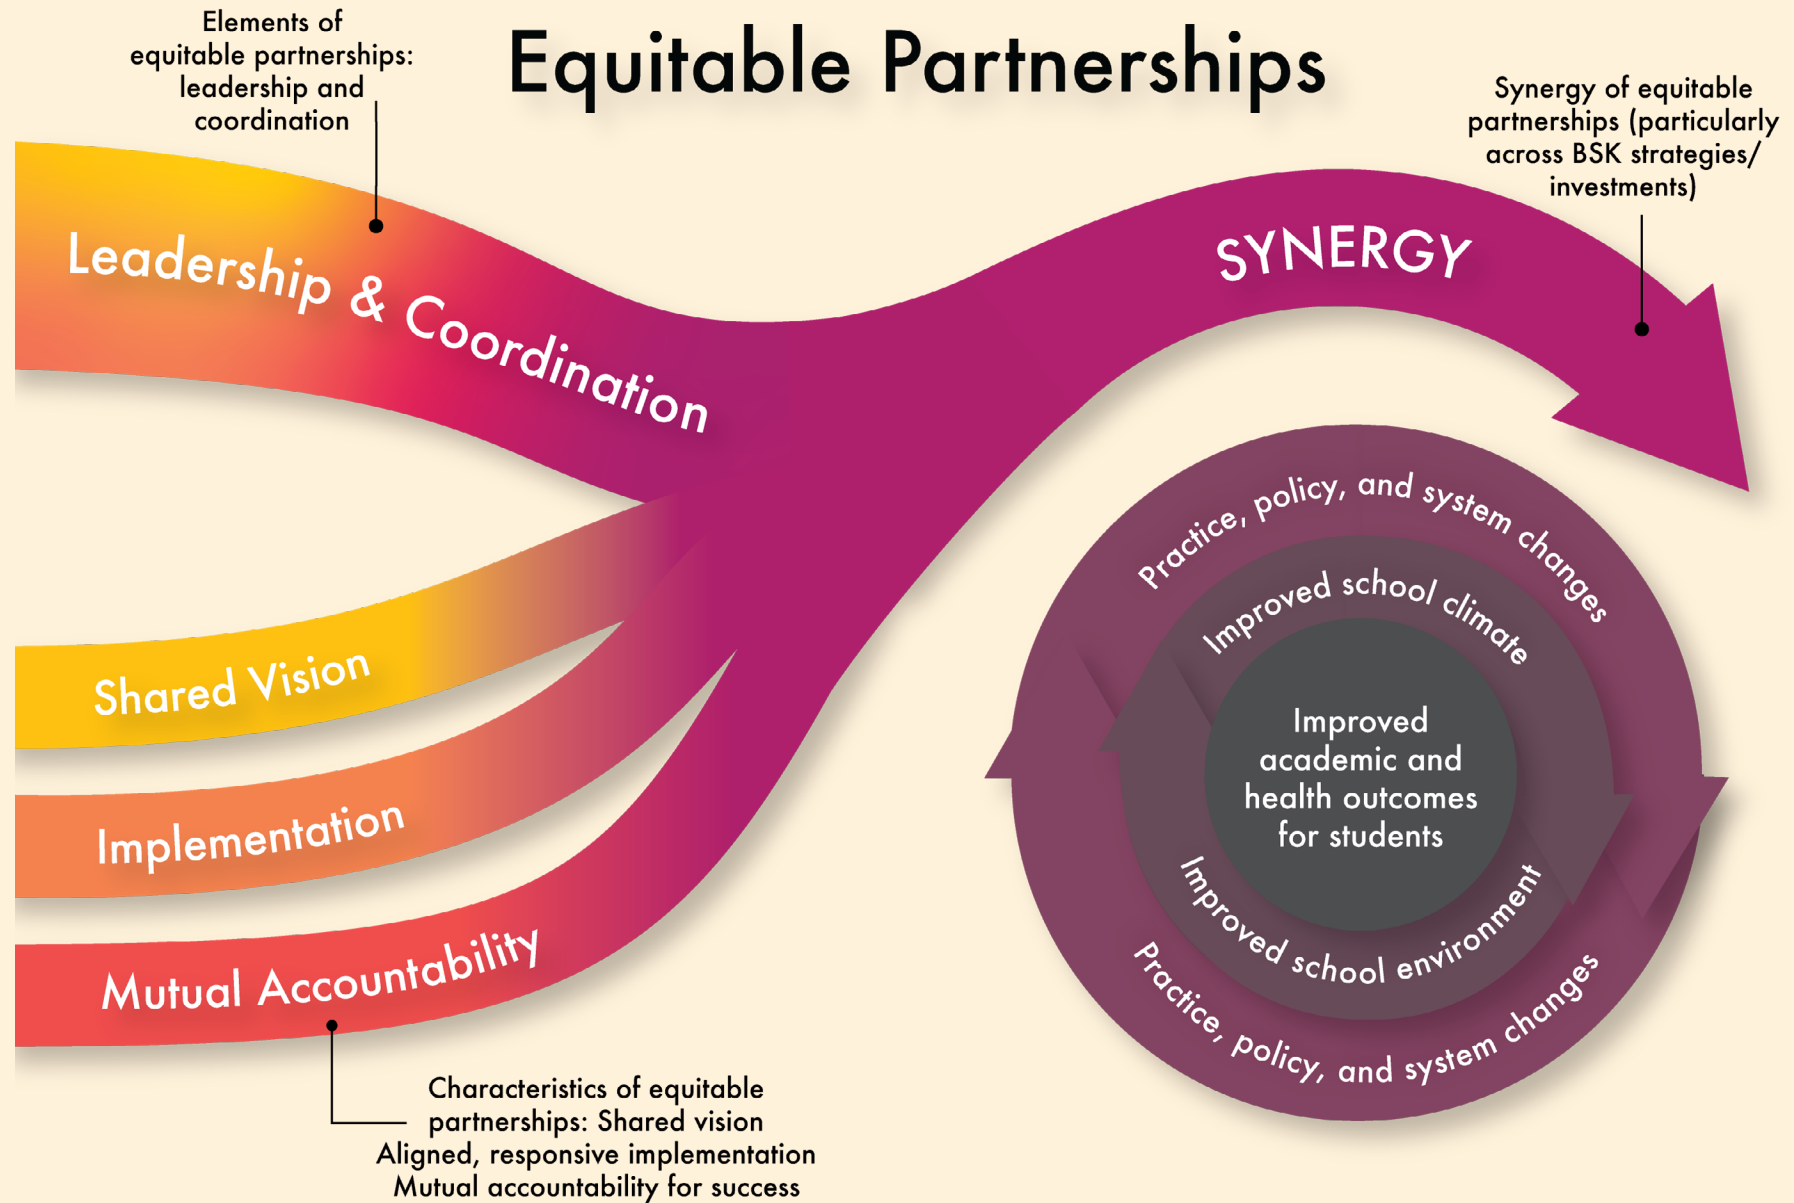 Equitable Partnerships
Elements of
equitable partnerships:
leadership and
coordination
Synergy of equitable
partnerships (particularly
across BSK strategies/
investments)
Leadership & Coordination
SYNERGY
Shared Vision
Implementation
Mutual Accountability
Characteristics of equitable
partnerships: Shared vision
Aligned, responsive implementation
Mutual accountability for success
Practice, policy, and system changes
Improved school climate
Improved
academic and
health outcomes
for students
Improved school environment
Practice, policy, and system changes